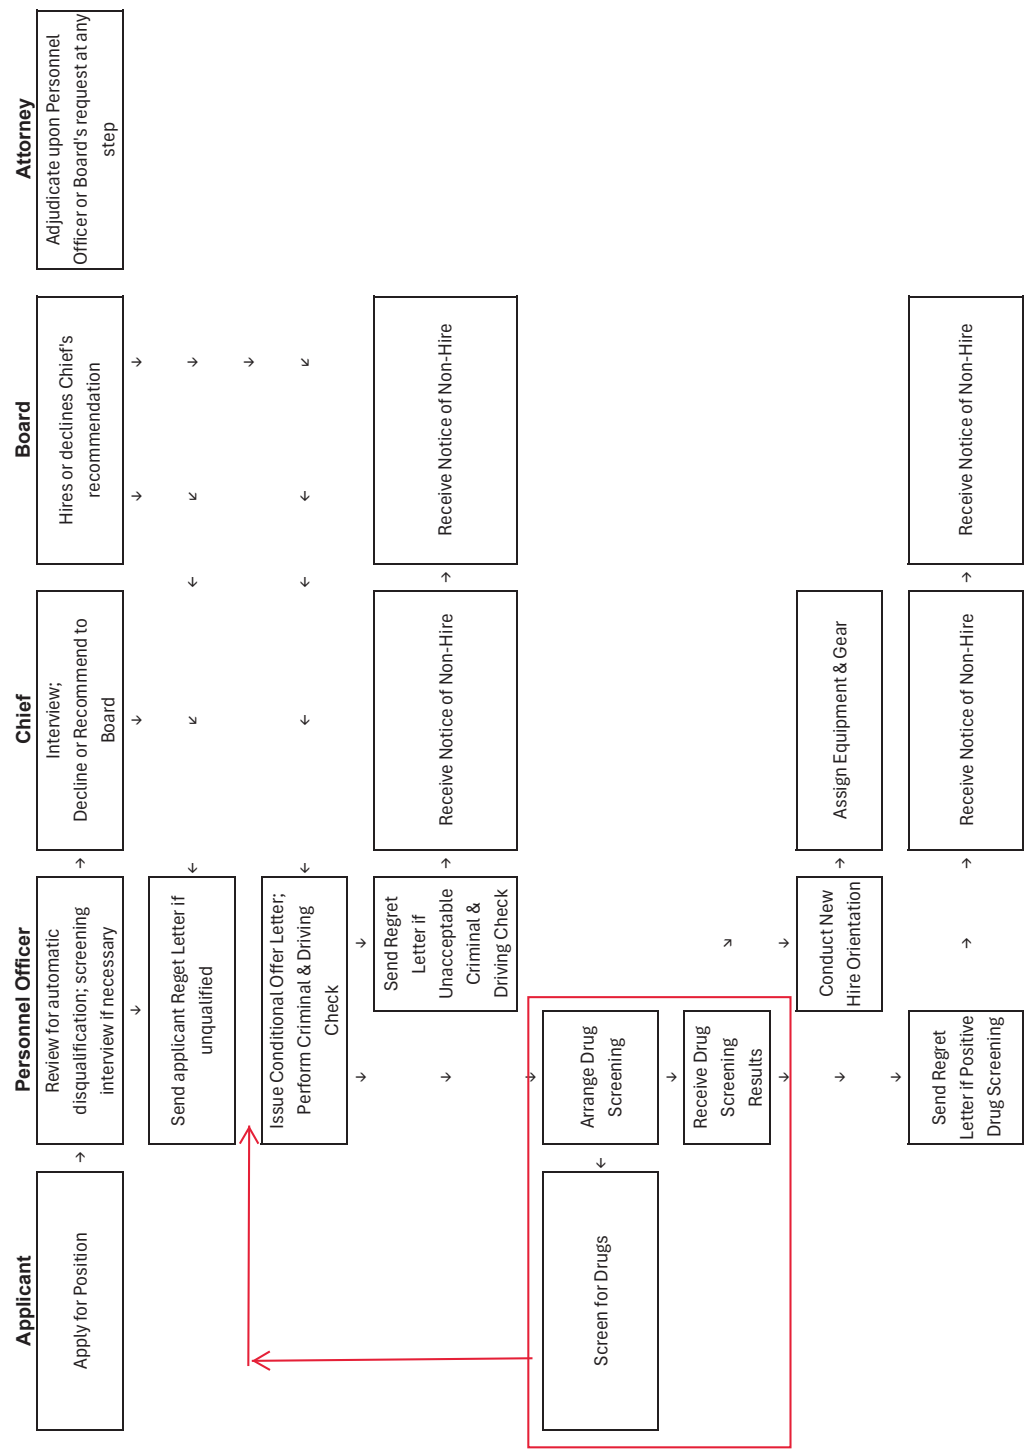 Applicant
Personnel Officer
Chief
Board
Attorney
Apply for Position
→
Review for automatic
disqualification; screening
interview if necessary
→
Interview;
Decline or Recommend to
Board
Hires or declines Chief's
recommendation
Adjudicate upon Personnel
Officer or Board's request at any
step
Send applicant Reget Letter if
unqualified
Issue Conditional Offer Letter;
Perform Criminal & Driving
Check
Send Regret
Letter if
Unacceptable
Criminal &
Driving Check
→
Receive Notice of Non-Hire
→
Receive Notice of Non-Hire
Screen for Drugs
Arrange Drug
Screening
Receive Drug
Screening
Results
Conduct New
Hire Orientation
→
Assign Equipment & Gear
Send Regret
Letter if Positive
Drug Screening
→
→
Receive Notice of Non-Hire
→
Receive Notice of Non-Hire